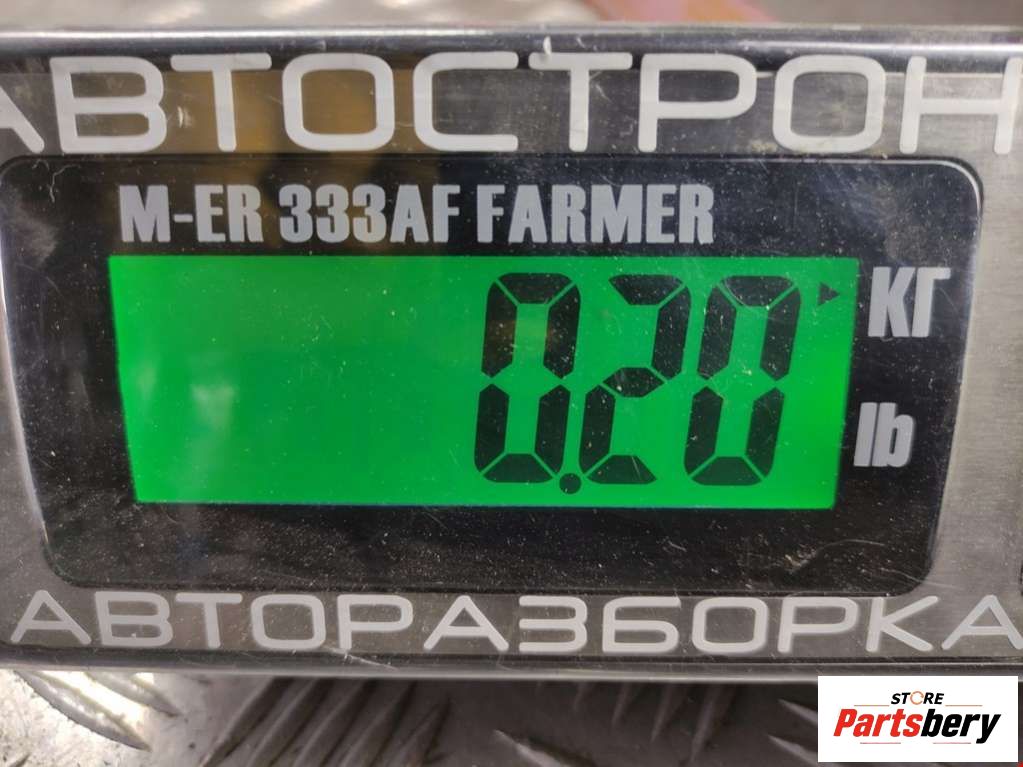 АВТОСТРОН
M-ER 333AF FARMER
0.20
КГ
lb
АВТОРАЗБОРКА
STORE
Partsbery